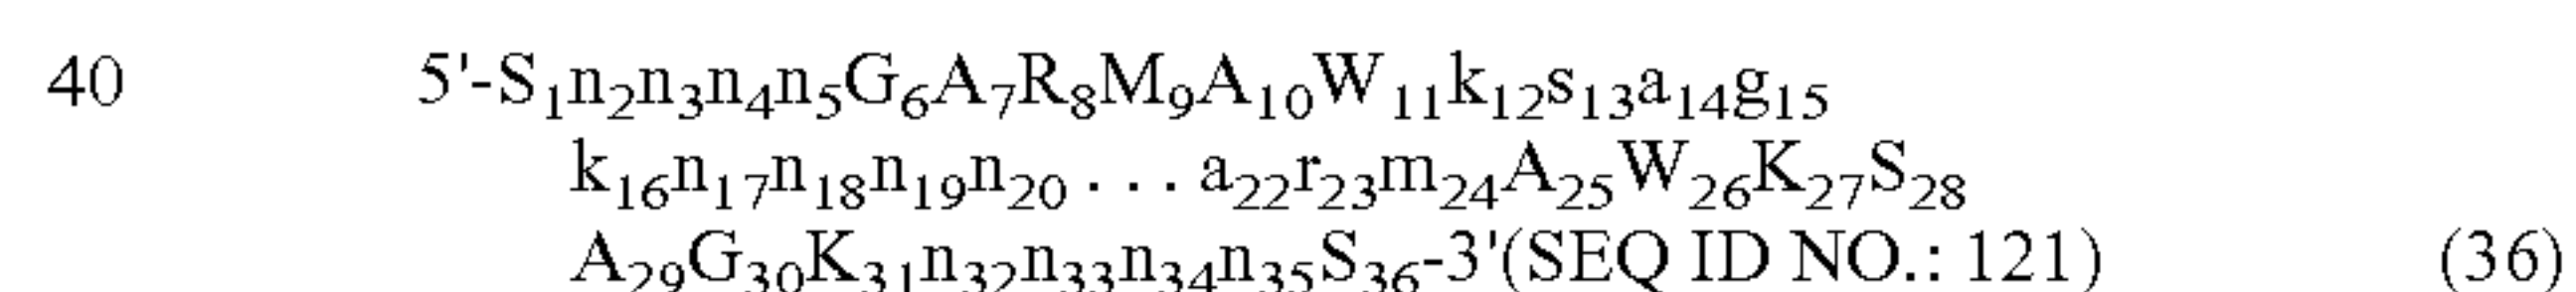 40 5'-S₁n₂n₃n₄n₅G₆A₇R₈M₉A₁₀W₁₁k₁₂s₁₃a₁₄g₁₅
k₁₆n₁₇n₁₈n₁₉n₂₀ . . . a₂₂r₂₃m₂₄A₂₅W₂₆K₂₇S₂₈
A₂₉G₃₀K₃₁n₃₂n₃₃n₃₄n₃₅S₃₆-3'(SEQ ID NO.: 121) (36)